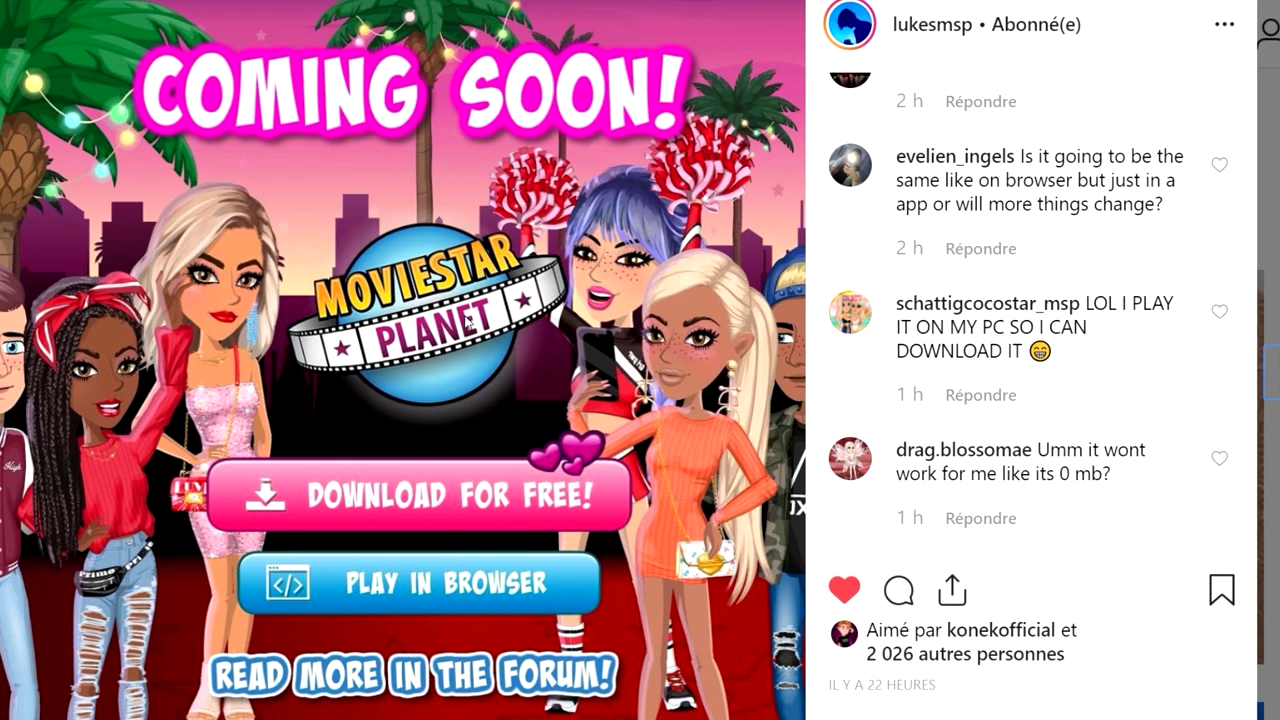 COMING SOON!
MOVIESTAR
PLANET
DOWNLOAD FOR FREE!
</> PLAY IN BROWSER
READ MORE IN THE FORUM!
High
lukesmsp • Abonné(e)
2 h Répondre
evelien_ingels Is it going to be the
same like on browser but just in a
app or will more things change?
2 h Répondre
schattigcocostar_msp LOL I PLAY
IT ON MY PC SO I CAN
DOWNLOAD IT 😁
1 h Répondre
drag.blossomae Umm it wont
work for me like its 0 mb?
1 h Répondre
Aimé par konekofficial et
2 026 autres personnes
IL Y A 22 HEURES